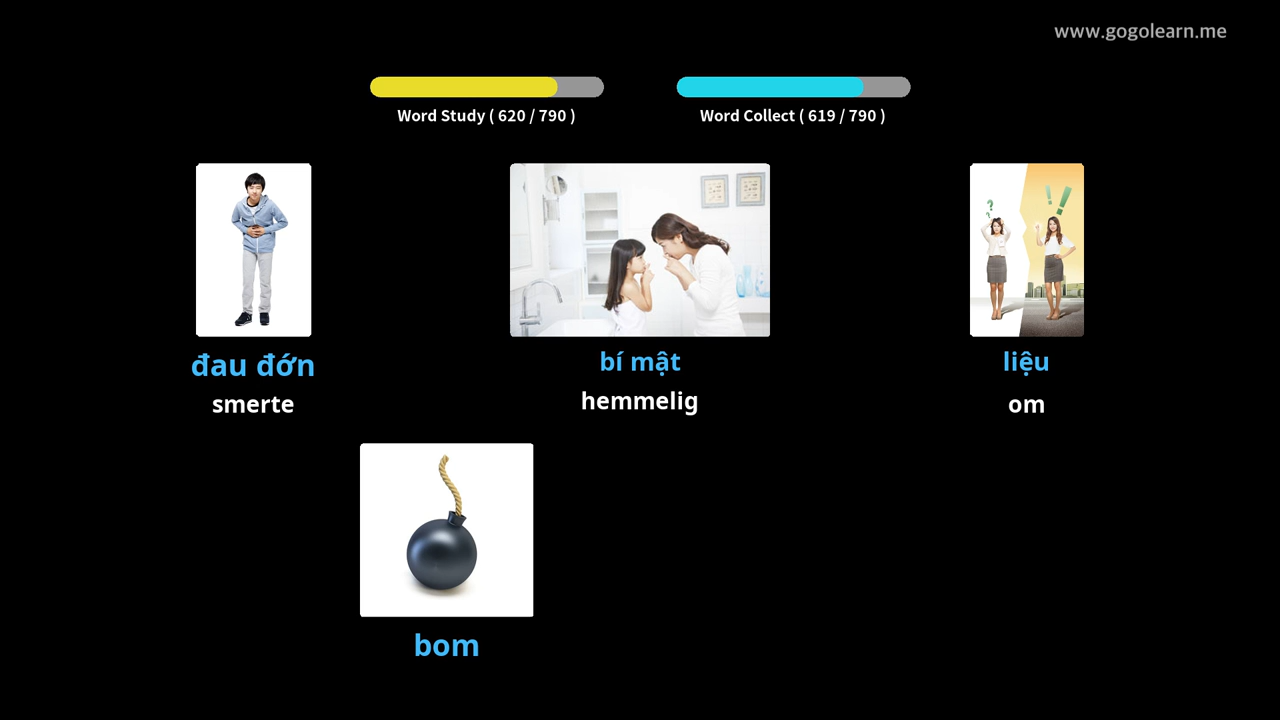 www.gogolearn.me
Word Study ( 620 / 790 )
Word Collect ( 619 / 790 )
đau đớn
smerte
bí mật
hemmelig
liệu
om
bom